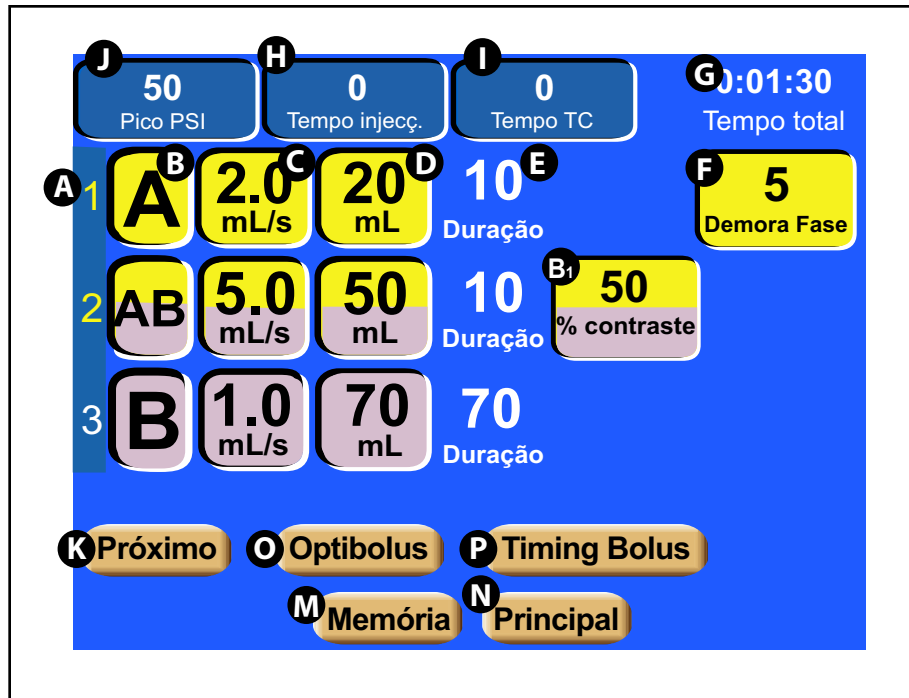 J H I G
50 0 0 0:01:30
Pico PSI Tempo injecç. Tempo TC Tempo total
A 1 A B 2.0 C 20 D 10 E 5 F
mL/s mL Duração Demora Fase
2 AB 5.0 50 10 B1 50
mL/s mL Duração % contraste
3 B 1.0 70 70
mL/s mL Duração
K Próximo O Optibolus P Timing Bolus
M Memória N Principal